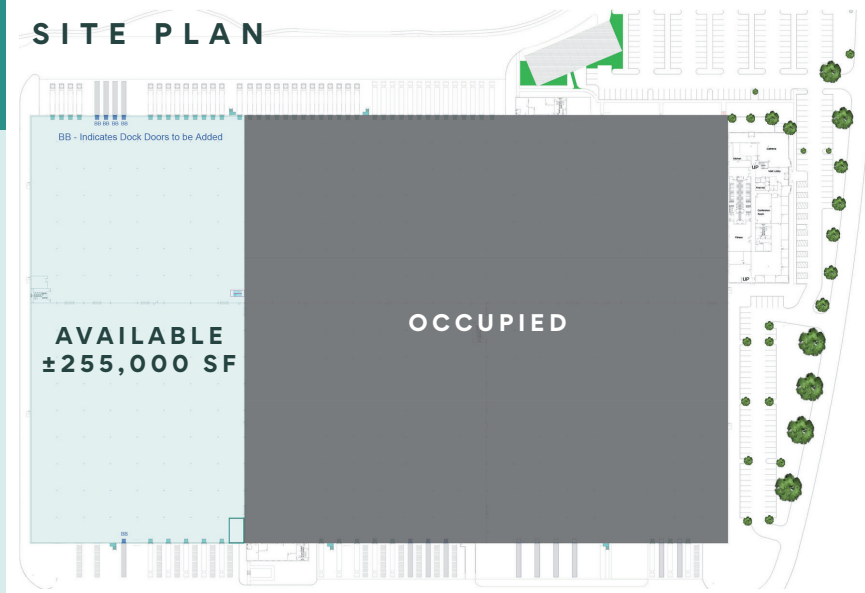 SITE PLAN
BB BB BB BB
BB - Indicates Dock Doors to be Added
UP
AVAILABLE
±255,000 SF
OCCUPIED
UP
BB